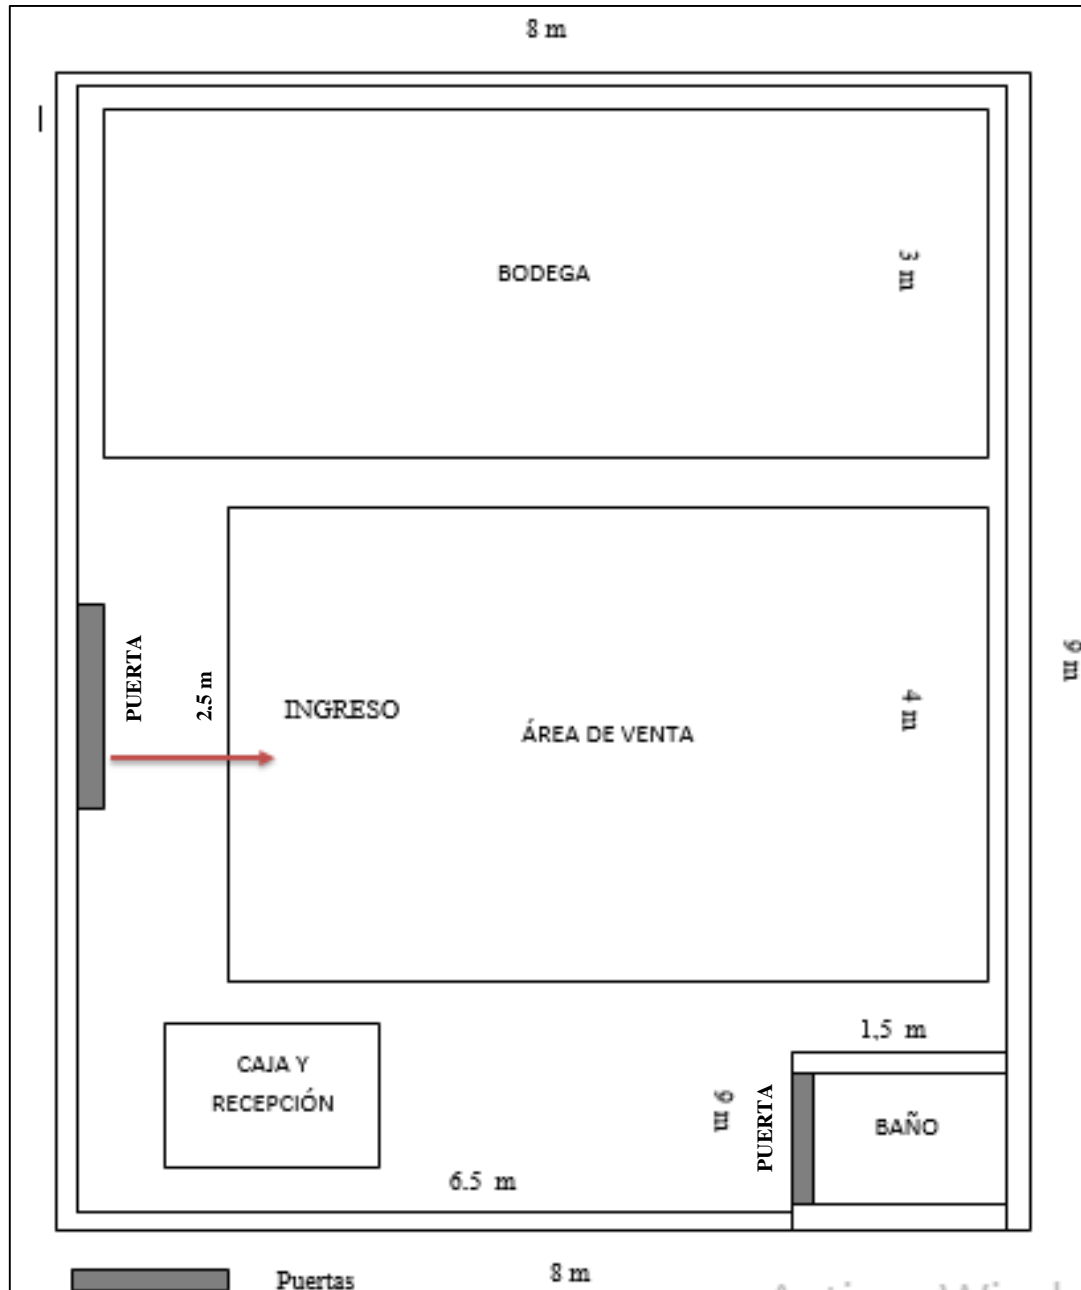 8 m
BODEGA
3 m
PUERTA
2.5 m
INGRESO
ÁREA DE VENTA
4 m
9 m
1,5 m
CAJA Y
RECEPCIÓN
9 m
PUERTA
BAÑO
6.5 m
Puertas
8 m